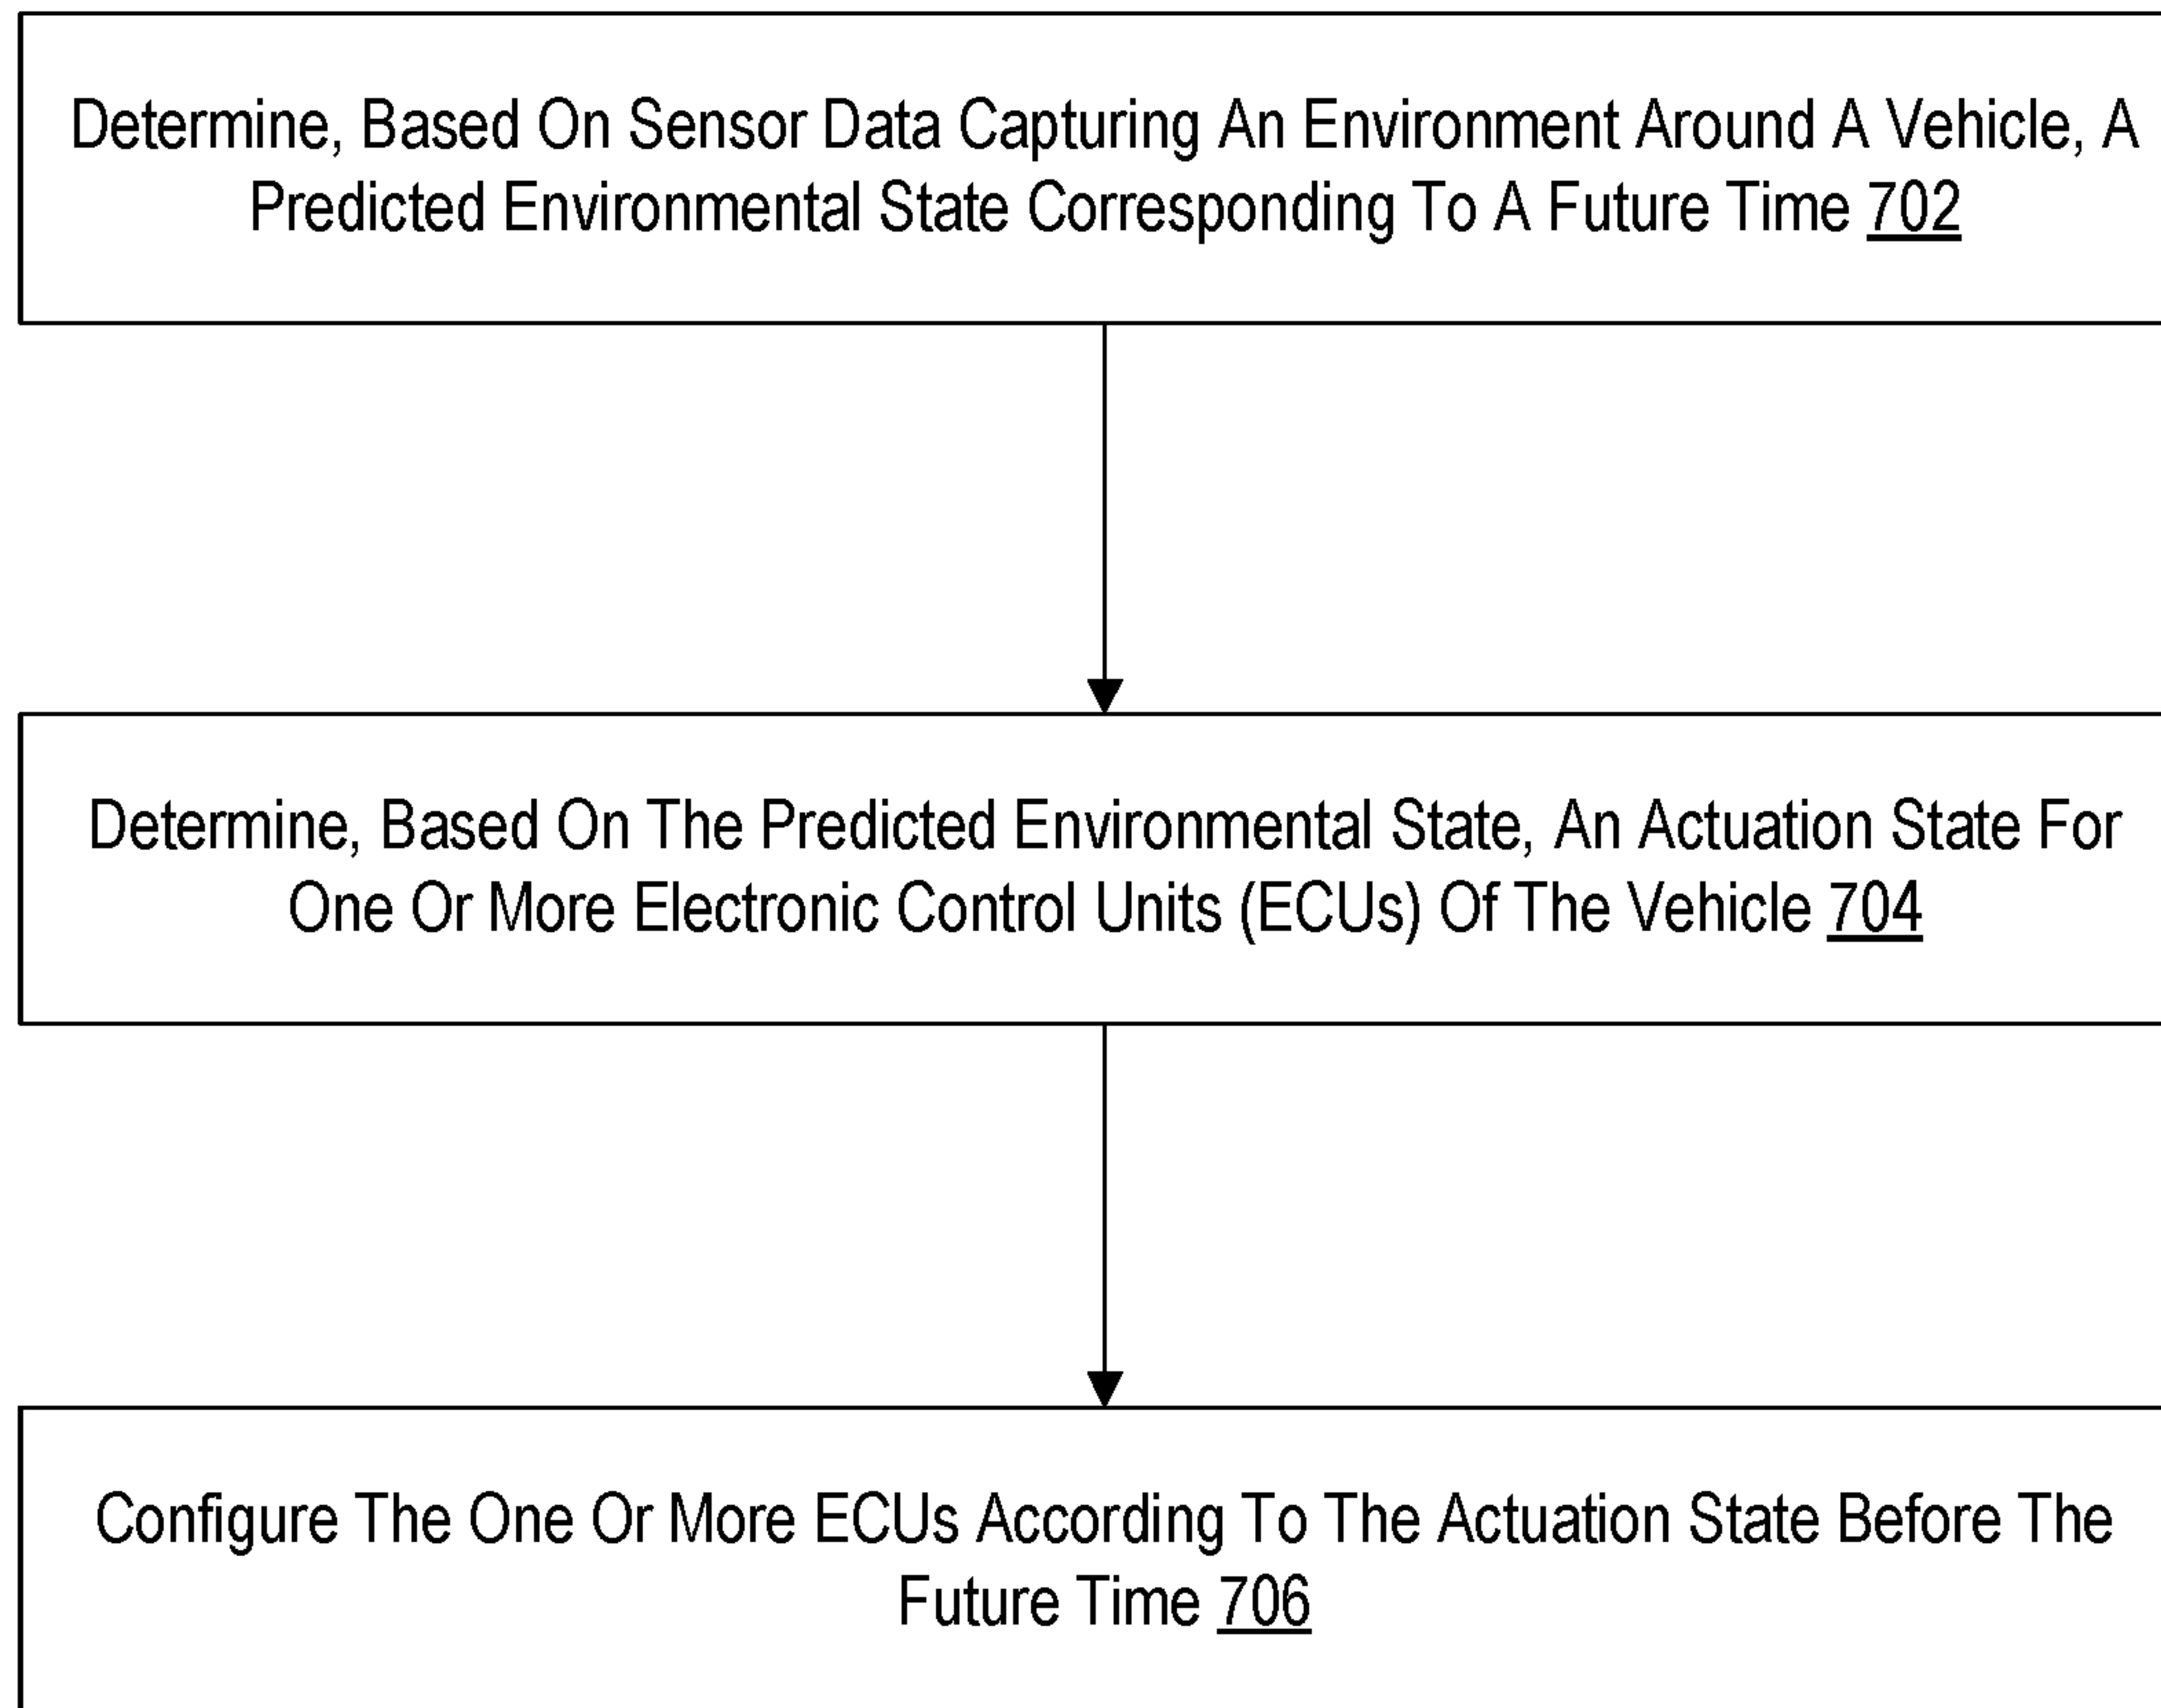 Determine, Based On Sensor Data Capturing An Environment Around A Vehicle, A
Predicted Environmental State Corresponding To A Future Time 702
Determine, Based On The Predicted Environmental State, An Actuation State For
One Or More Electronic Control Units (ECUs) Of The Vehicle 704
Configure The One Or More ECUs According To The Actuation State Before The
Future Time 706